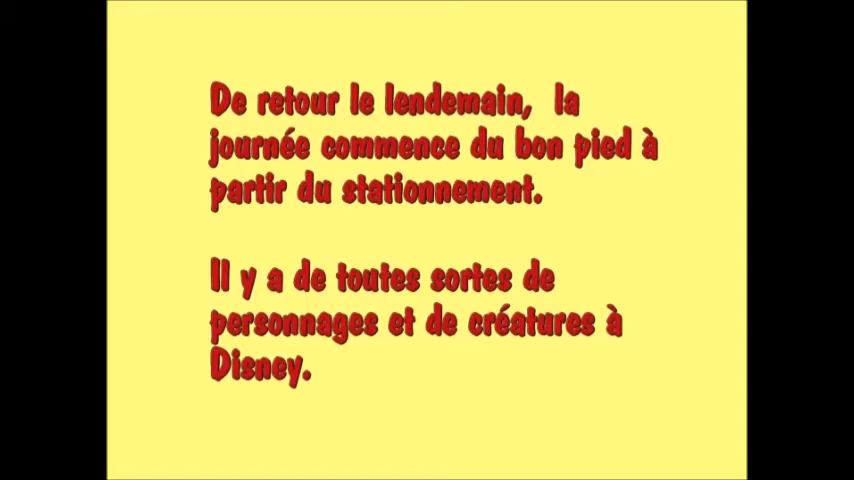 De retour le lendemain,  la
journée commence du bon pied à
partir du stationnement.
Il y a de toutes sortes de
personnages et de créatures à
Disney.